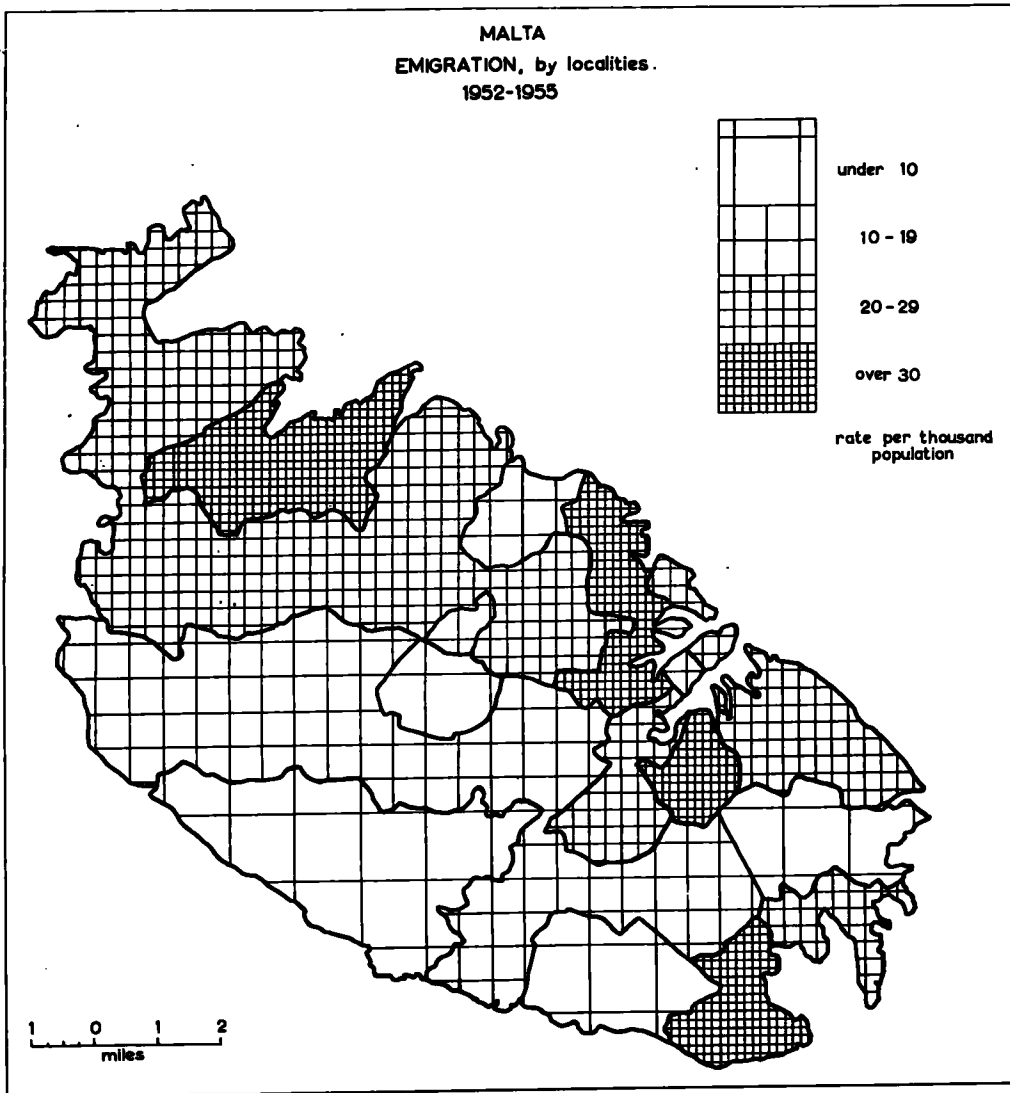 MALTA
EMIGRATION, by localities.
1952-1955
under 10
10-19
20-29
over 30
rate per thousand
population
1 0 1 2
miles